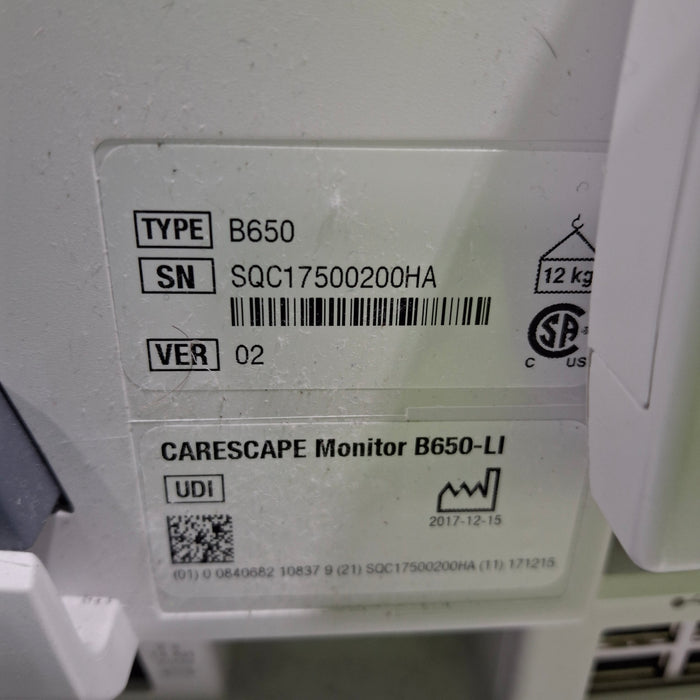 TYPE B650
SN SQC17500200HA
12 kg
VER 02
SA
C US
CARESCAPE Monitor B650-LI
UDI
2017-12-15
(01) 0 0840682 10837 9 (21) SQC17500200HA (11) 171215